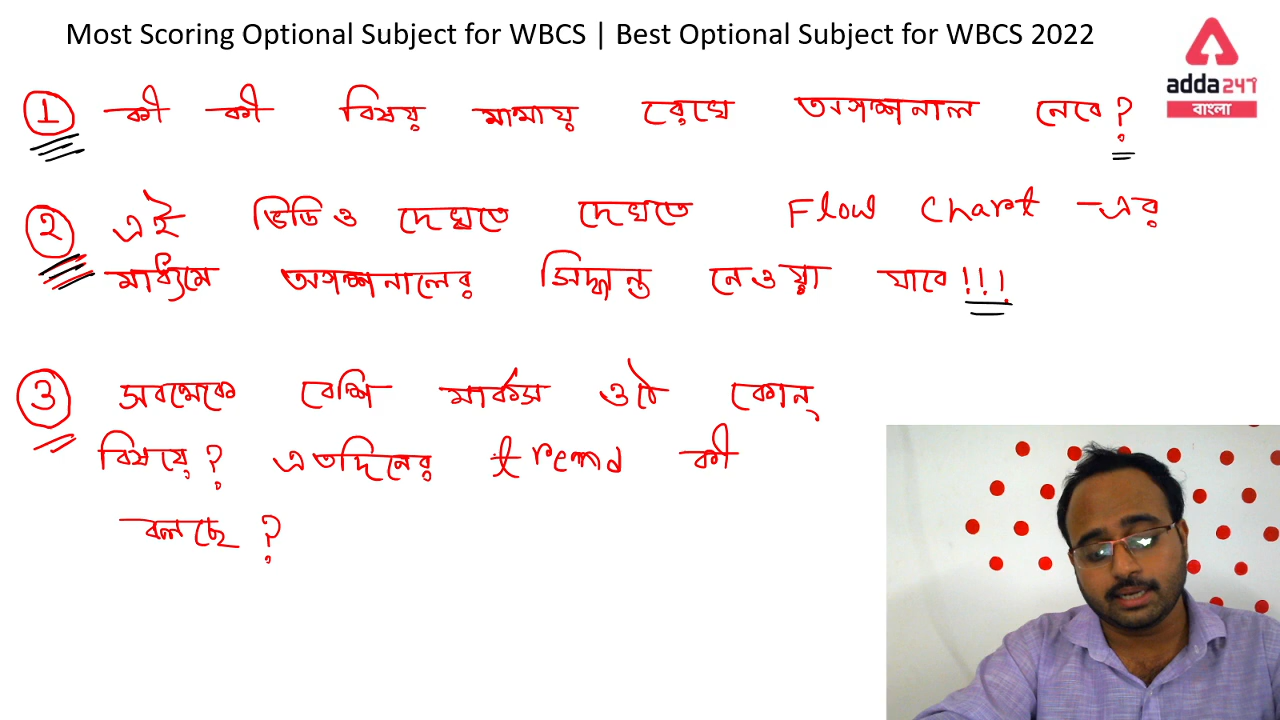 Most Scoring Optional Subject for WBCS | Best Optional Subject for WBCS 2022
adda247
বাংলা
1 কী কী বিষয় মাথায় রেখে অপশনাল নেবে?
2 এই ভিডিও দেখতে দেখতে Flow Chart -এর
মাধ্যমে অপশনালের সিদ্ধান্ত নেওয়া যাবে!!!
3 সবথেকে বেশি মার্কস ওঠে কোন্
বিষয়ে? এতদিনের trend কী
বলছে?